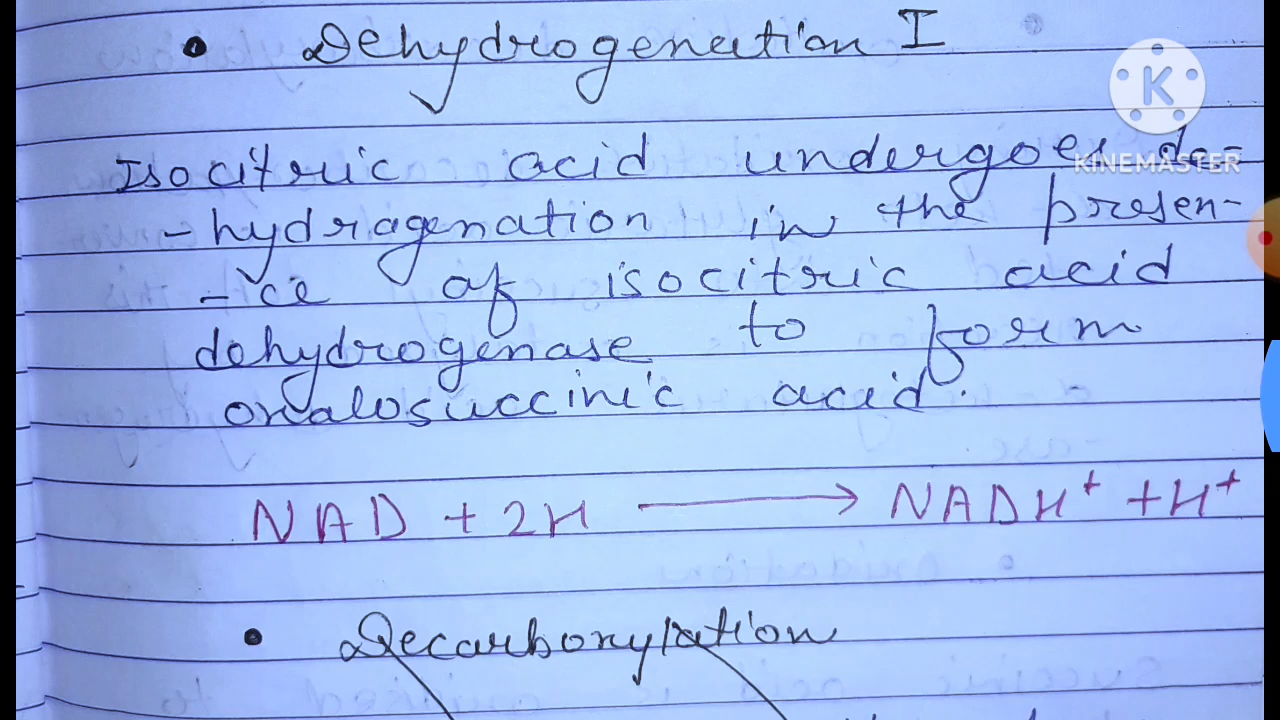 • Dehydrogenation I
Isocitric acid undergoes de-
-hydragenation in the presen-
-ce of isocitric acid
dehydrogenase to form
oxalosuccinic acid.
NAD + 2H → NADH⁺ + H⁺
• Decarboxylation
K
KINEMASTER